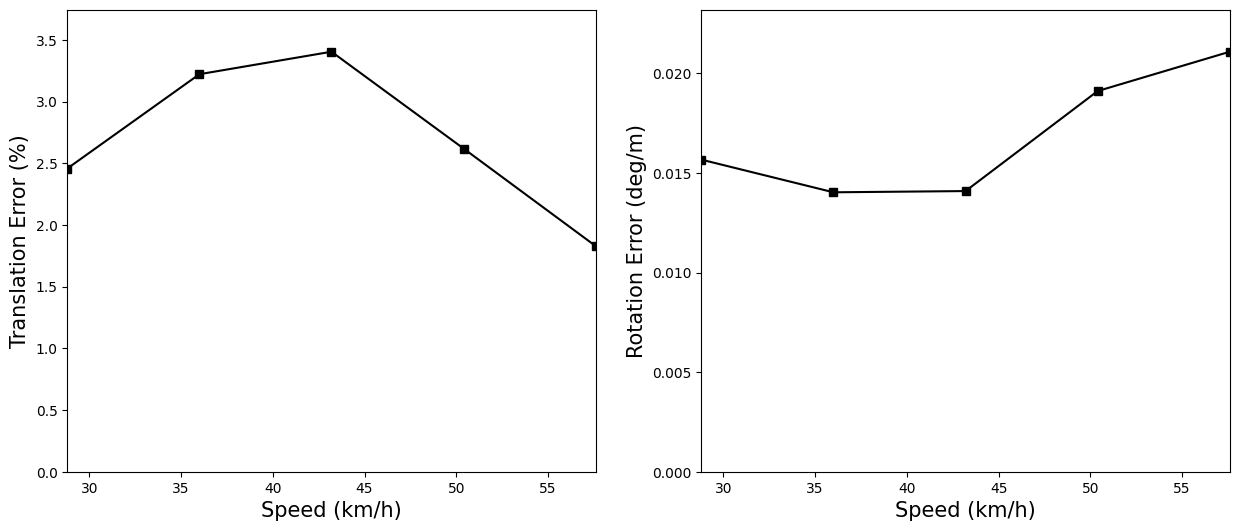 3.5
3.0
2.5
2.0
1.5
1.0
0.5
0.0
Translation Error (%)
30 35 40 45 50 55
Speed (km/h)
0.020
0.015
0.010
0.005
0.000
Rotation Error (deg/m)
30 35 40 45 50 55
Speed (km/h)